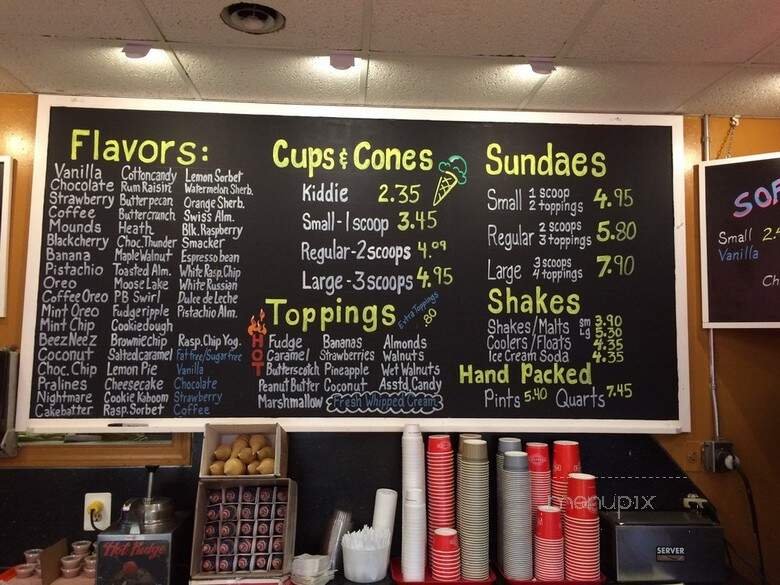 Flavors:
Vanilla
Chocolate
Strawberry
Coffee
Mounds
Blackcherry
Banana
Pistachio
Oreo
Coffee Oreo
Mint Oreo
Mint Chip
BeezNeez
Coconut
Choc. Chip
Pralines
Nightmare
Cakebatter
Cottoncandy
Rum Raisin
Butterpecan
Buttercrunch
Heath
Choc. Thunder
Maple Walnut
Toasted Alm.
Moose Lake
PB Swirl
Fudgeripple
Cookiedough
Brownie chip
Salted caramel
Lemon Pie
Cheesecake
Cookie Kaboom
Rasp. Sorbet
Lemon Sorbet
Watermelon Sherb.
Orange Sherb.
Swiss Alm.
Blk. Raspberry
Smacker
Espresso bean
White Rasp. Chip
White Russian
Dulce de Leche
Pistachio Alm.
Rasp. Chip Yog.
Fat free/Sugar free
Vanilla
Chocolate
Strawberry
Coffee
Cups & Cones
Kiddie 2.35
Small-1 scoop 3.45
Regular-2 scoops 4.09
Large-3 scoops 4.95
Toppings
Extra Toppings
.80
HOT
Fudge
Caramel
Butterscotch
Peanut Butter
Marshmallow
Bananas
Strawberries
Pineapple
Coconut
Almonds
Walnuts
Wet Walnuts
Asstd Candy
Fresh Whipped Cream
Sundaes
Small 1 scoop 2 toppings 4.95
Regular 2 scoops 3 toppings 5.80
Large 3 scoops 4 toppings 7.90
Shakes
Shakes/Malts sm 3.90
Lg 5.30
Coolers/Floats 4.35
Ice Cream Soda 4.35
Hand Packed
Pints 5.40 Quarts 7.45
SOF
Small 2.
Vanilla
Ch
Hot Fudge
SERVER
menupix